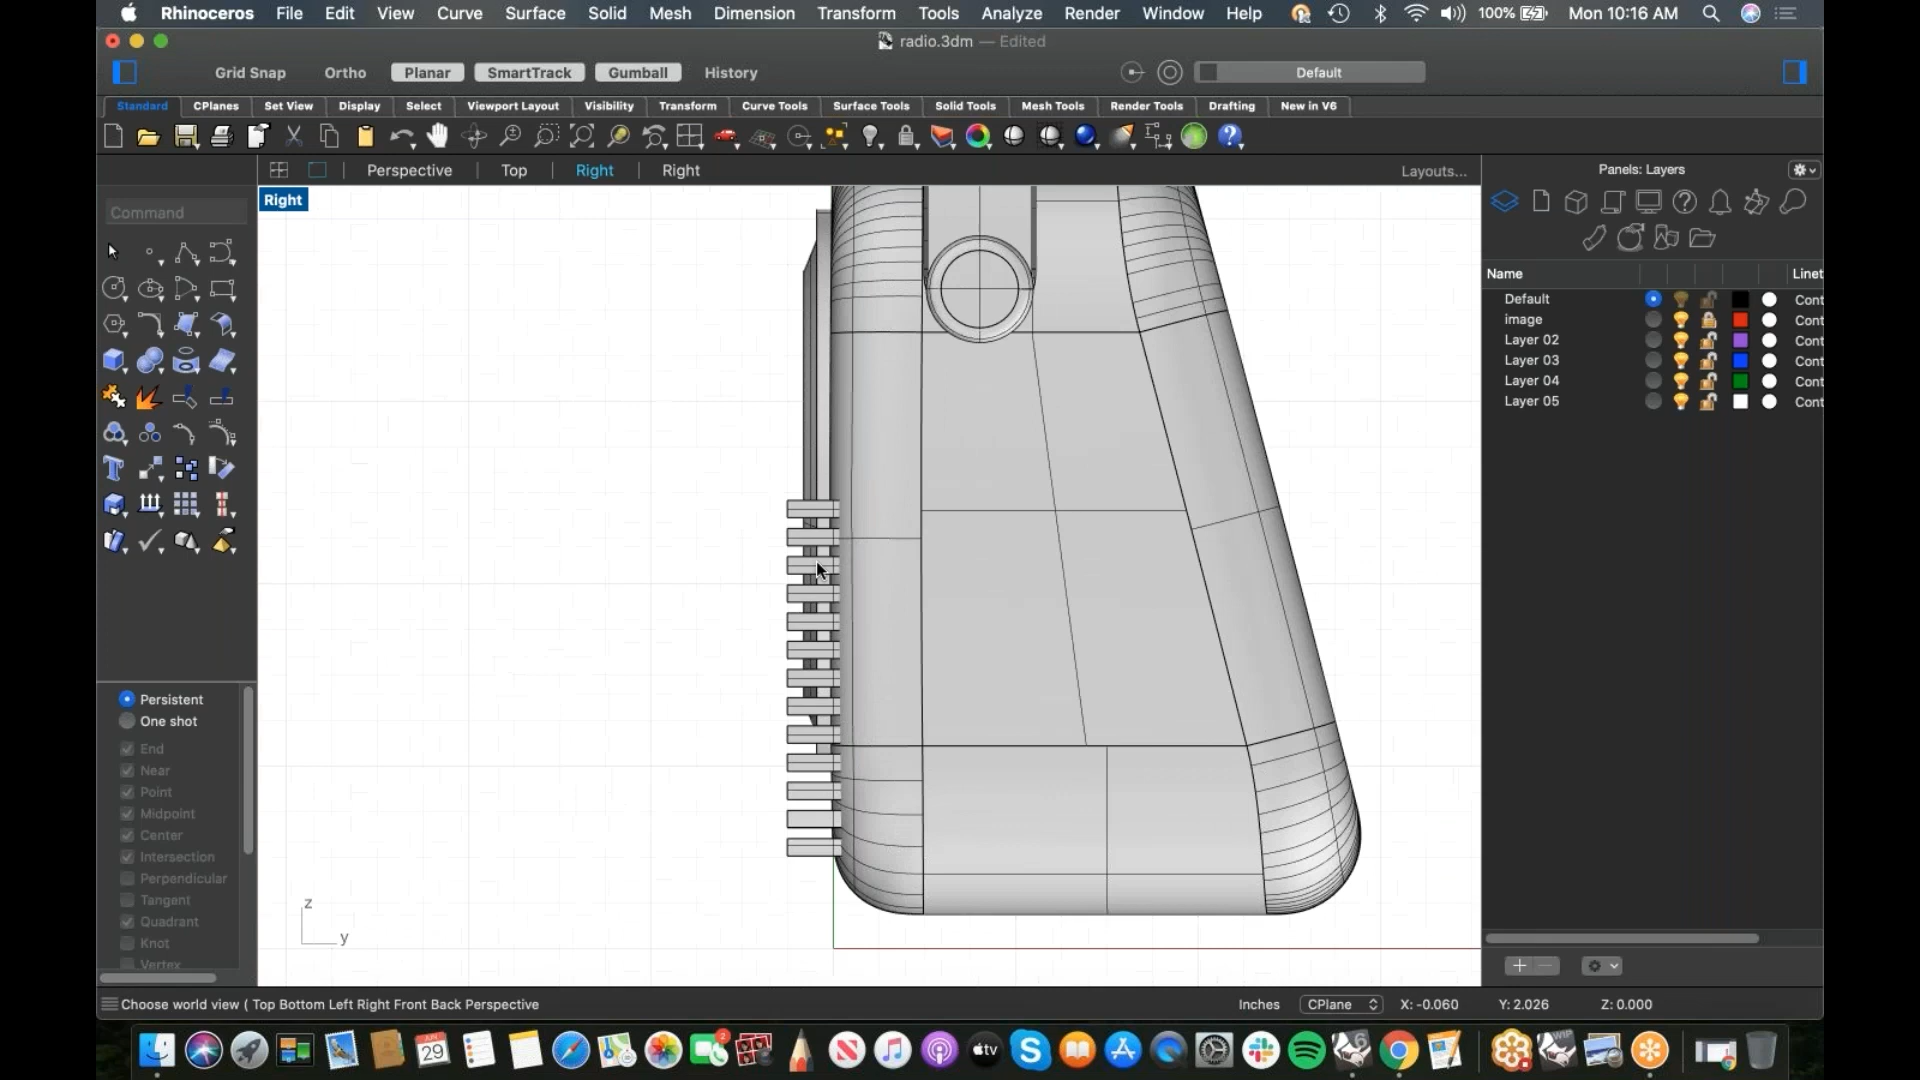 Rhinoceros File Edit View Curve Surface Solid Mesh Dimension Transform Tools Analyze Render Window Help 100% Mon 10:16 AM
radio.3dm — Edited
Grid Snap Ortho Planar SmartTrack Gumball History Default
Standard CPlanes Set View Display Select Viewport Layout Visibility Transform Curve Tools Surface Tools Solid Tools Mesh Tools Render Tools Drafting New in V6
Perspective Top Right Right Layouts... Panels: Layers
Right
Command
Name Linet
Default Cont
image Cont
Layer 02 Cont
Layer 03 Cont
Layer 04 Cont
Layer 05 Cont
Persistent
One shot
End
Near
Point
Midpoint
Center
Intersection
Perpendicular
Tangent
Quadrant
Knot
Vertex
z
y
Choose world view ( Top Bottom Left Right Front Back Perspective Inches CPlane X: -0.060 Y: 2.026 Z: 0.000
29 2 tv 6